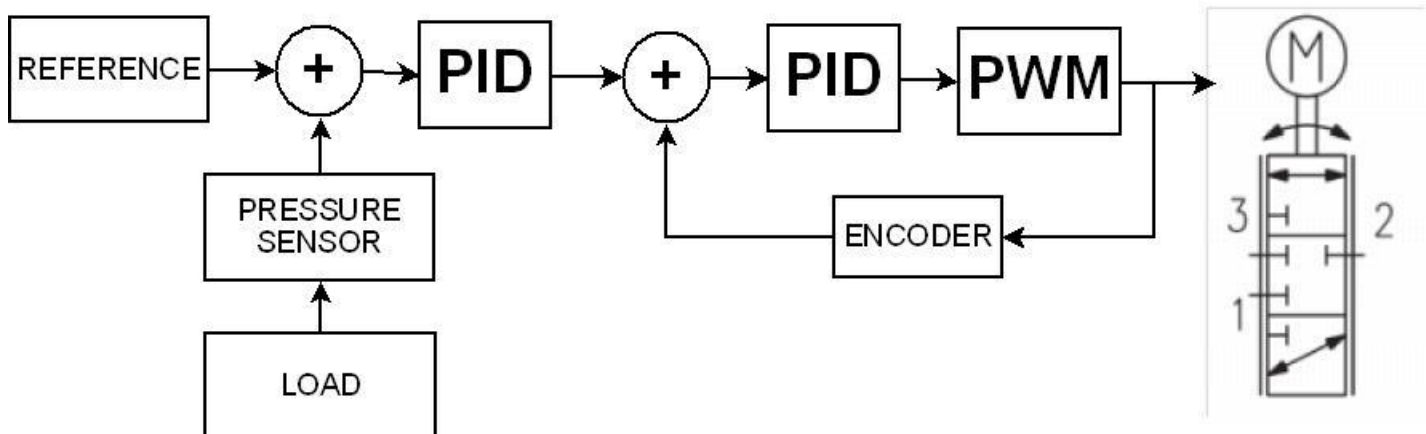 REFERENCE
+
PID
+
PID
PWM
M
PRESSURE
SENSOR
ENCODER
3
2
1
LOAD